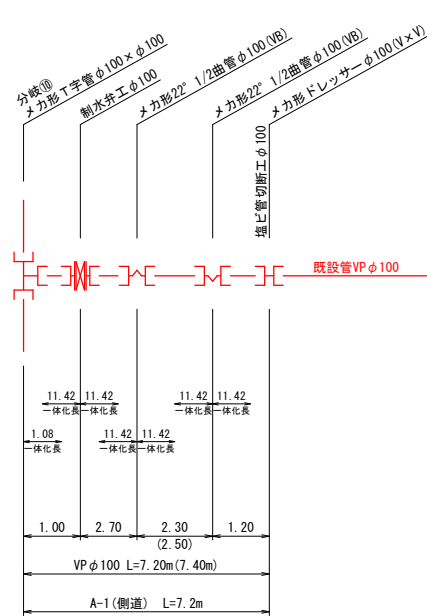 分岐⑩
メカ形T字管φ100×φ100
制水弁工φ100
メカ形22° 1/2曲管φ100(VB)
メカ形22° 1/2曲管φ100(VB)
塩ビ管切断工φ100
メカ形ドレッサーφ100(V×V)
既設管VPφ100
11.42 11.42 11.42 11.42
一体化長 一体化長 一体化長 一体化長
1.08 11.42 11.42
一体化長 一体化長 一体化長
1.00 2.70 2.30 1.20
(2.50)
VPφ100 L=7.20m(7.40m)
A-1(側道) L=7.2m